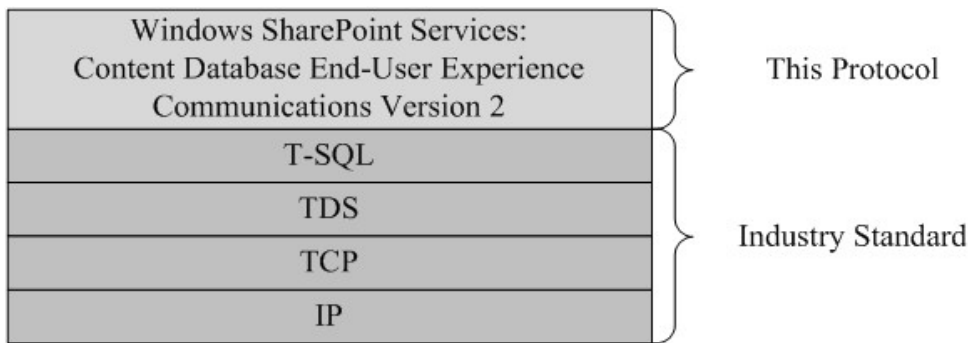 Windows SharePoint Services:
Content Database End-User Experience
Communications Version 2
This Protocol
T-SQL
TDS
TCP
IP
Industry Standard